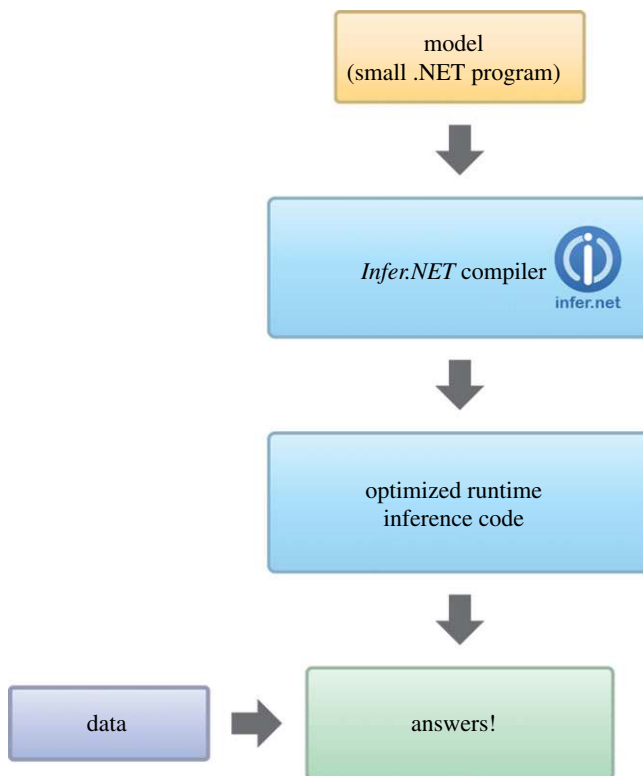 model
(small .NET program)
Infer.NET compiler
infer.net
optimized runtime
inference code
data
answers!